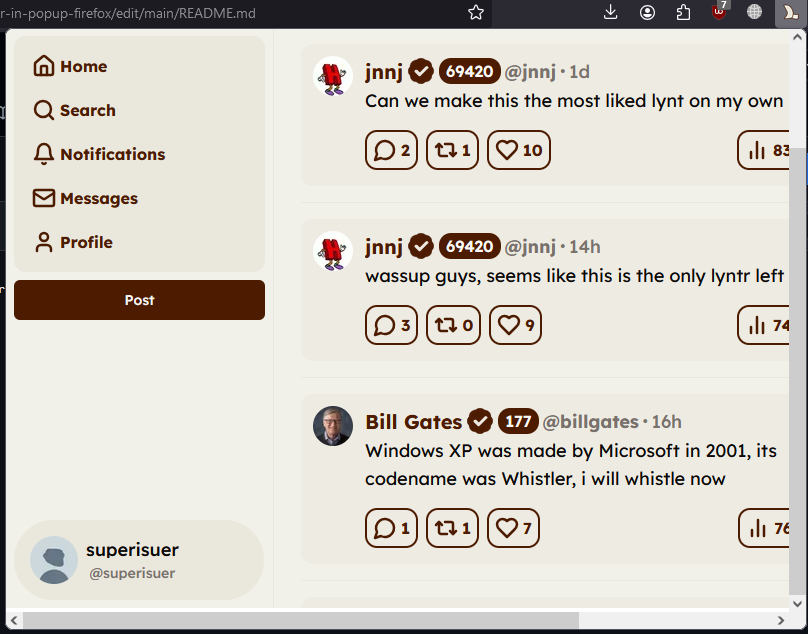 r-in-popup-firefox/edit/main/README.md
7
Home
Search
Notifications
Messages
Profile
Post
superisuer
@superisuer
jnnj 69420 @jnnj · 1d
Can we make this the most liked lynt on my own
2 1 10 83
jnnj 69420 @jnnj · 14h
wassup guys, seems like this is the only lyntr left
3 0 9 74
Bill Gates 177 @billgates · 16h
Windows XP was made by Microsoft in 2001, its
codename was Whistler, i will whistle now
1 1 7 76